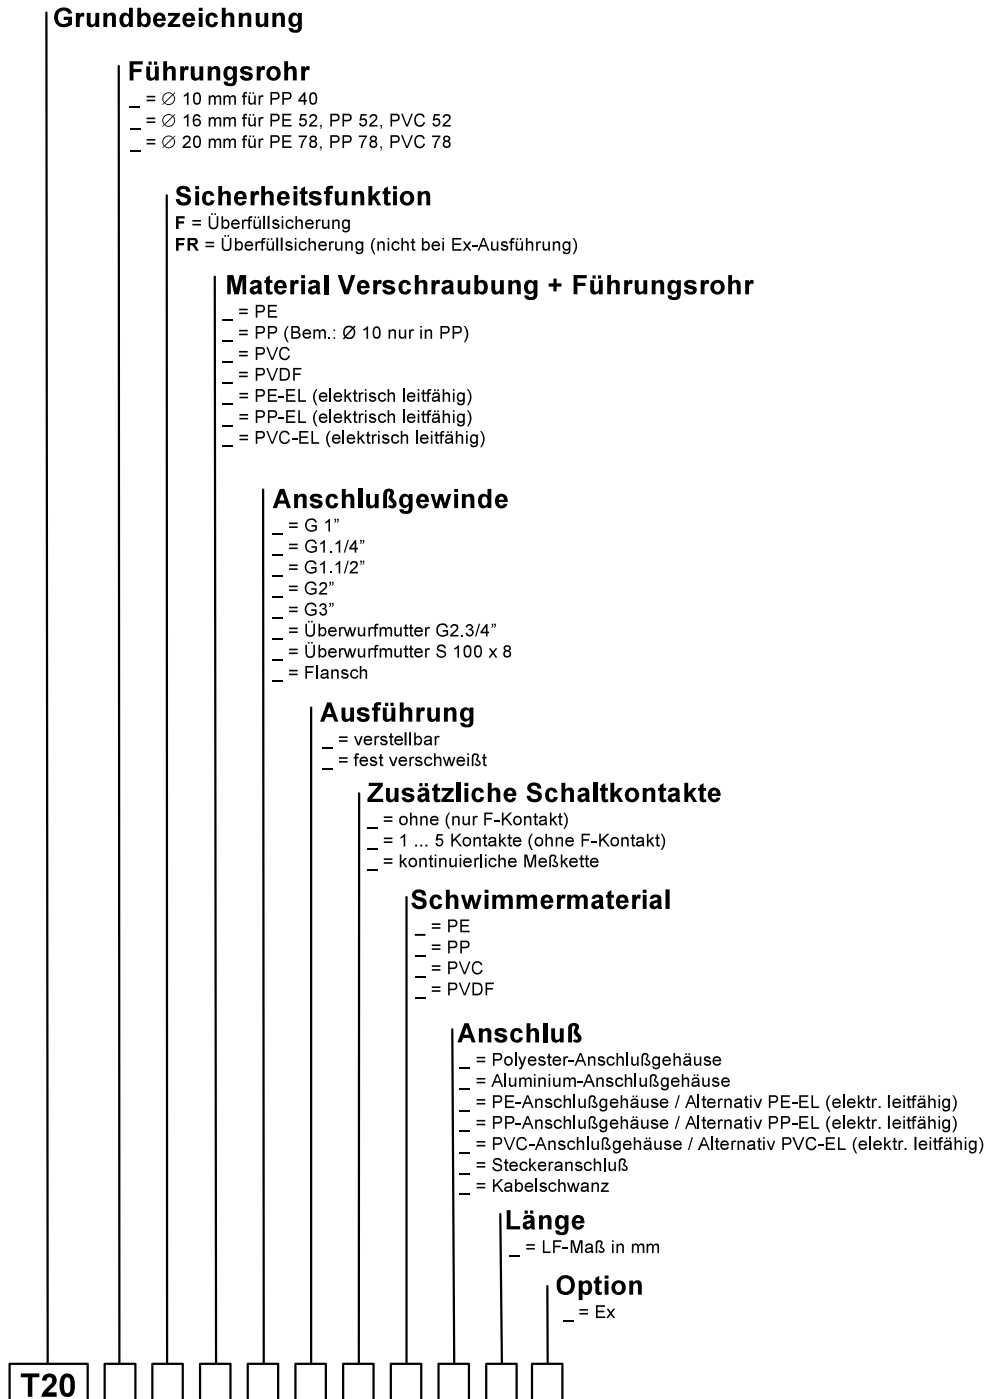 Grundbezeichnung
Führungsrohr
_ = ∅ 10 mm für PP 40
_ = ∅ 16 mm für PE 52, PP 52, PVC 52
_ = ∅ 20 mm für PE 78, PP 78, PVC 78
Sicherheitsfunktion
F = Überfüllsicherung
FR = Überfüllsicherung (nicht bei Ex-Ausführung)
Material Verschraubung + Führungsrohr
_ = PE
_ = PP (Bem.: Ø 10 nur in PP)
_ = PVC
_ = PVDF
_ = PE-EL (elektrisch leitfähig)
_ = PP-EL (elektrisch leitfähig)
_ = PVC-EL (elektrisch leitfähig)
Anschlußgewinde
_ = G 1”
_ = G1.1/4”
_ = G1.1/2”
_ = G2”
_ = G3”
_ = Überwurfmutter G2.3/4”
_ = Überwurfmutter S 100 x 8
_ = Flansch
Ausführung
_ = verstellbar
_ = fest verschweißt
Zusätzliche Schaltkontakte
_ = ohne (nur F-Kontakt)
_ = 1 ... 5 Kontakte (ohne F-Kontakt)
_ = kontinuierliche Meßkette
Schwimmermaterial
_ = PE
_ = PP
_ = PVC
_ = PVDF
Anschluß
_ = Polyester-Anschlußgehäuse
_ = Aluminium-Anschlußgehäuse
_ = PE-Anschlußgehäuse / Alternativ PE-EL (elektr. leitfähig)
_ = PP-Anschlußgehäuse / Alternativ PP-EL (elektr. leitfähig)
_ = PVC-Anschlußgehäuse / Alternativ PVC-EL (elektr. leitfähig)
_ = Steckeranschluß
_ = Kabelschwanz
Länge
_ = LF-Maß in mm
Option
_ = Ex
T20